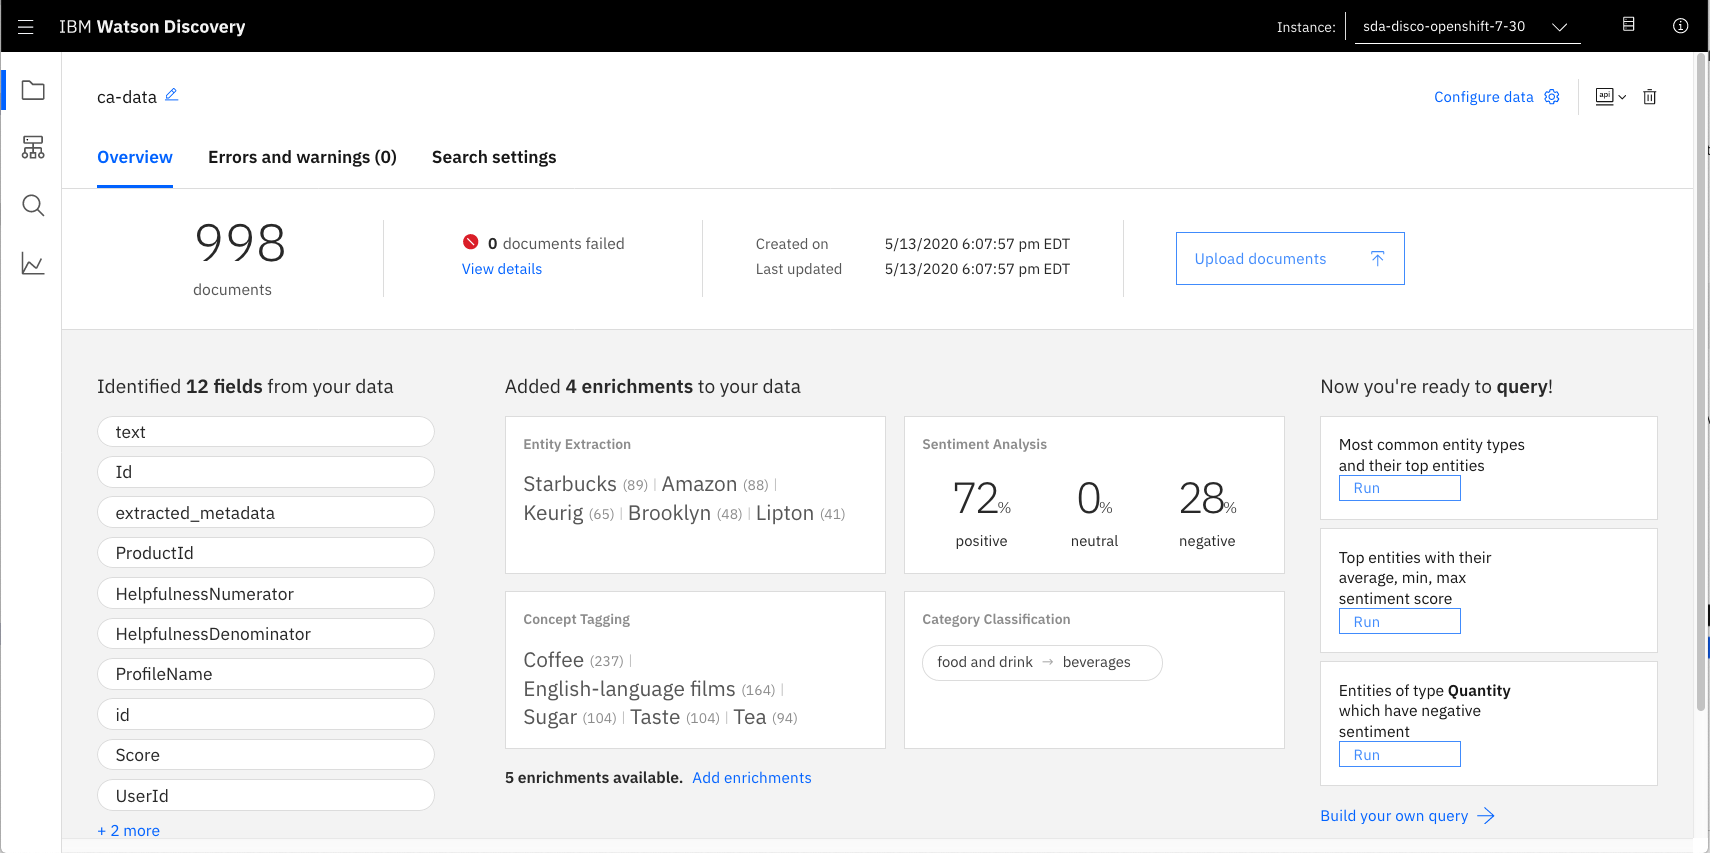 IBM Watson Discovery
Instance: sda-disco-openshift-7-30
ca-data
Configure data
api
Overview Errors and warnings (0) Search settings
998
documents
0 documents failed
View details
Created on 5/13/2020 6:07:57 pm EDT
Last updated 5/13/2020 6:07:57 pm EDT
Upload documents
Identified 12 fields from your data
text
Id
extracted_metadata
ProductId
HelpfulnessNumerator
HelpfulnessDenominator
ProfileName
id
Score
UserId
+ 2 more
Added 4 enrichments to your data
Entity Extraction
Starbucks (89) | Amazon (88) |
Keurig (65) | Brooklyn (48) | Lipton (41)
Sentiment Analysis
72% 0% 28%
positive neutral negative
Concept Tagging
Coffee (237) |
English-language films (164) |
Sugar (104) | Taste (104) | Tea (94)
Category Classification
food and drink → beverages
5 enrichments available. Add enrichments
Now you're ready to query!
Most common entity types
and their top entities
Run
Top entities with their
average, min, max
sentiment score
Run
Entities of type Quantity
which have negative
sentiment
Run
Build your own query →